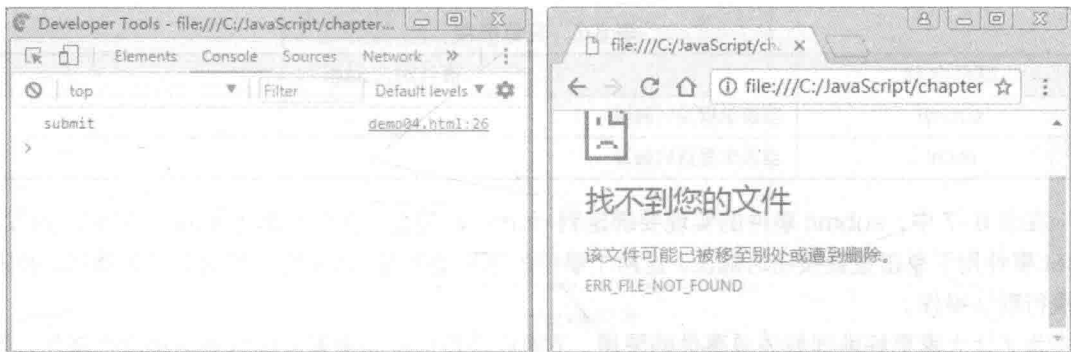 Developer Tools - file:///C:/JavaScript/chapter...
Elements Console Sources Network »
top Filter Default levels
submit demo04.html:26
>
file:///C:/JavaScript/ch
file:///C:/JavaScript/chapter
找不到您的文件
该文件可能已被移至别处或遭到删除。
ERR_FILE_NOT_FOUND